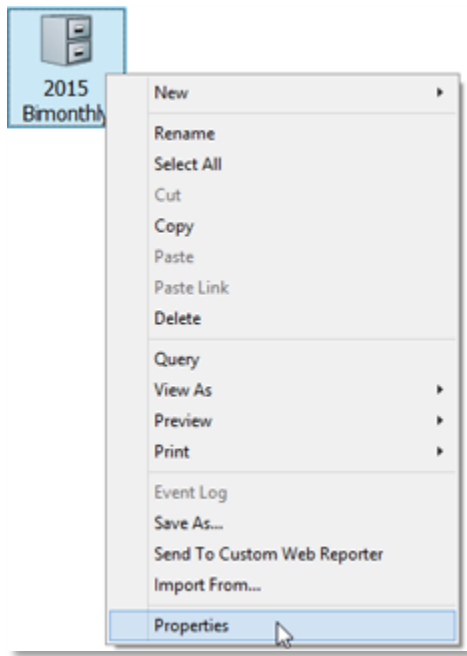 2015
Bimonthly
New
Rename
Select All
Cut
Copy
Paste
Paste Link
Delete
Query
View As
Preview
Print
Event Log
Save As...
Send To Custom Web Reporter
Import From...
Properties